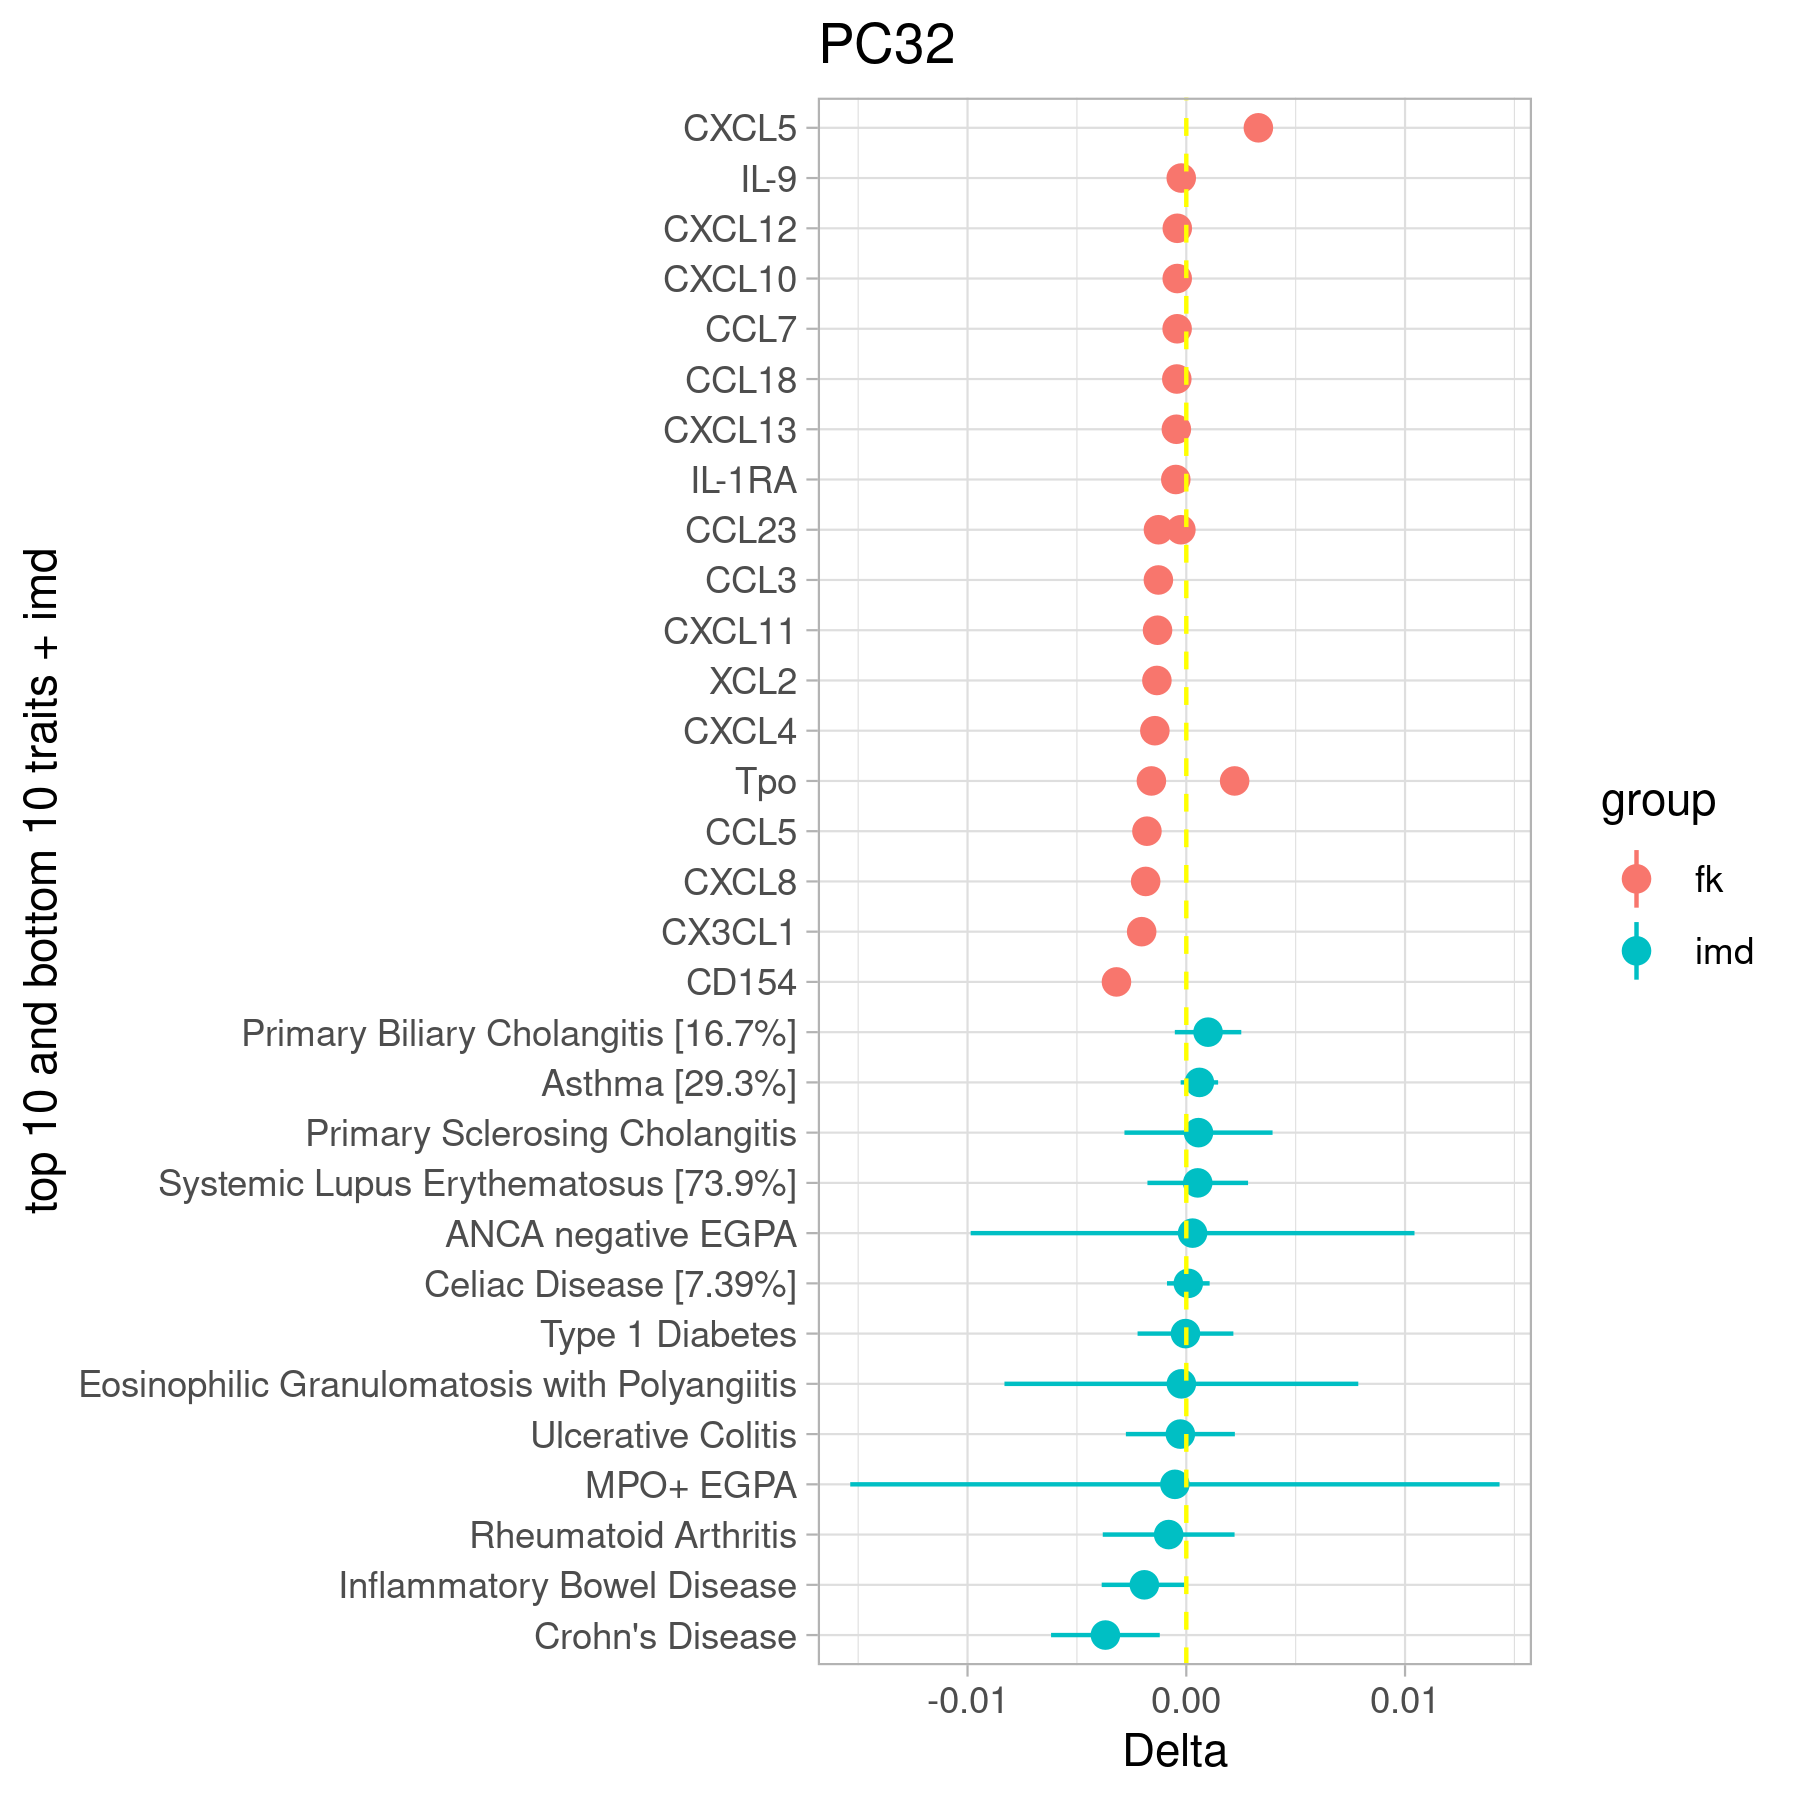 PC32
top 10 and bottom 10 traits + imd
CXCL5
IL-9
CXCL12
CXCL10
CCL7
CCL18
CXCL13
IL-1RA
CCL23
CCL3
CXCL11
XCL2
CXCL4
Tpo
CCL5
CXCL8
CX3CL1
CD154
Primary Biliary Cholangitis [16.7%]
Asthma [29.3%]
Primary Sclerosing Cholangitis
Systemic Lupus Erythematosus [73.9%]
ANCA negative EGPA
Celiac Disease [7.39%]
Type 1 Diabetes
Eosinophilic Granulomatosis with Polyangiitis
Ulcerative Colitis
MPO+ EGPA
Rheumatoid Arthritis
Inflammatory Bowel Disease
Crohn's Disease
-0.01 0.00 0.01
Delta
group
fk
imd